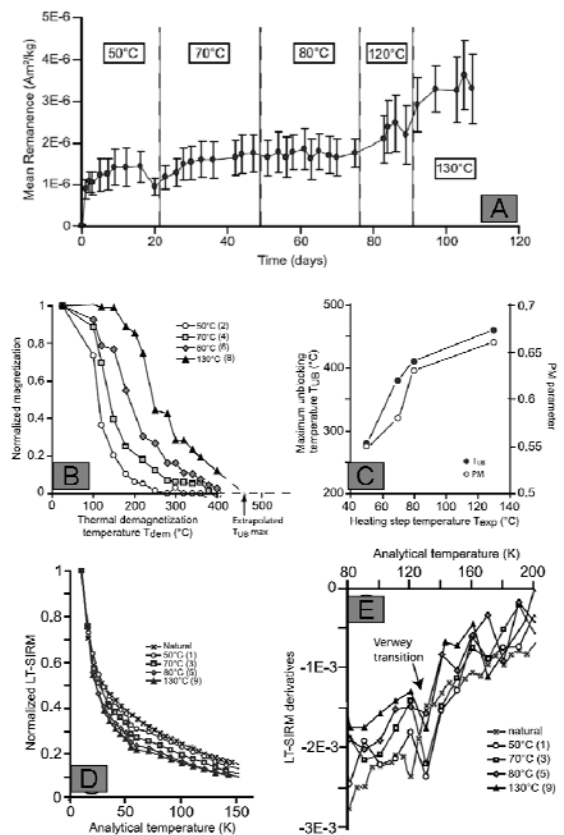 5E-6
4E-6
3E-6
2E-6
1E-6
0
Mean Remanence (Am²/kg)
50°C
70°C
80°C
120°C
130°C
A
0 20 40 60 80 100 120
Time (days)
1
0.8
0.6
0.4
0.2
0
Normalized magnetization
50°C (2)
70°C (4)
80°C (6)
130°C (8)
B
0 100 200 300 400 500
Thermal demagnetization
temperature Tdem (°C)
Extrapolated
TUB max
500
400
300
200
Maximum unblocking
temperature TUB
(°C)
0,7
0,65
0,6
0,55
0,5
PM parameter
TUB
PM
C
40 60 80 100 120 140
Heating step temperature Texp (°C)
1
0.8
0.6
0.4
0.2
Normalized LT-SIRM
Natural
50°C (1)
70°C (3)
80°C (5)
130°C (9)
D
0 50 100 150
Analytical temperature (K)
Analytical temperature (K)
80 120 160 200
E
0
-1E-3
-2E-3
-3E-3
LT-SIRM derivatives
Verwey
transition
natural
50°C (1)
70°C (3)
80°C (5)
130°C (9)